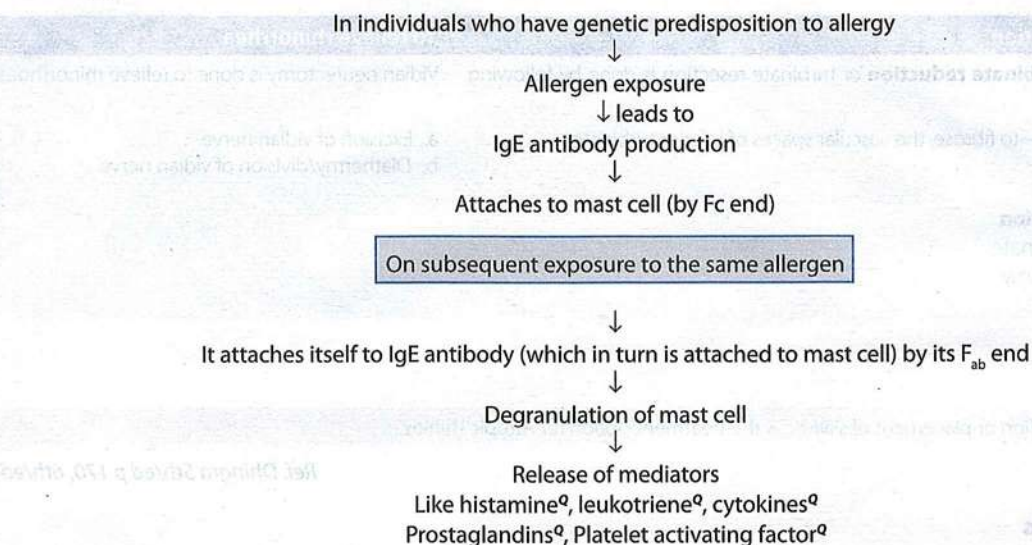 In individuals who have genetic predisposition to allergy
↓
Allergen exposure
↓ leads to
IgE antibody production
↓
Attaches to mast cell (by Fc end)
On subsequent exposure to the same allergen
↓
It attaches itself to IgE antibody (which in turn is attached to mast cell) by its Fab end
↓
Degranulation of mast cell
↓
Release of mediators
Like histamineQ, leukotrieneQ, cytokinesQ
ProstaglandinsQ, Platelet activating factorQ